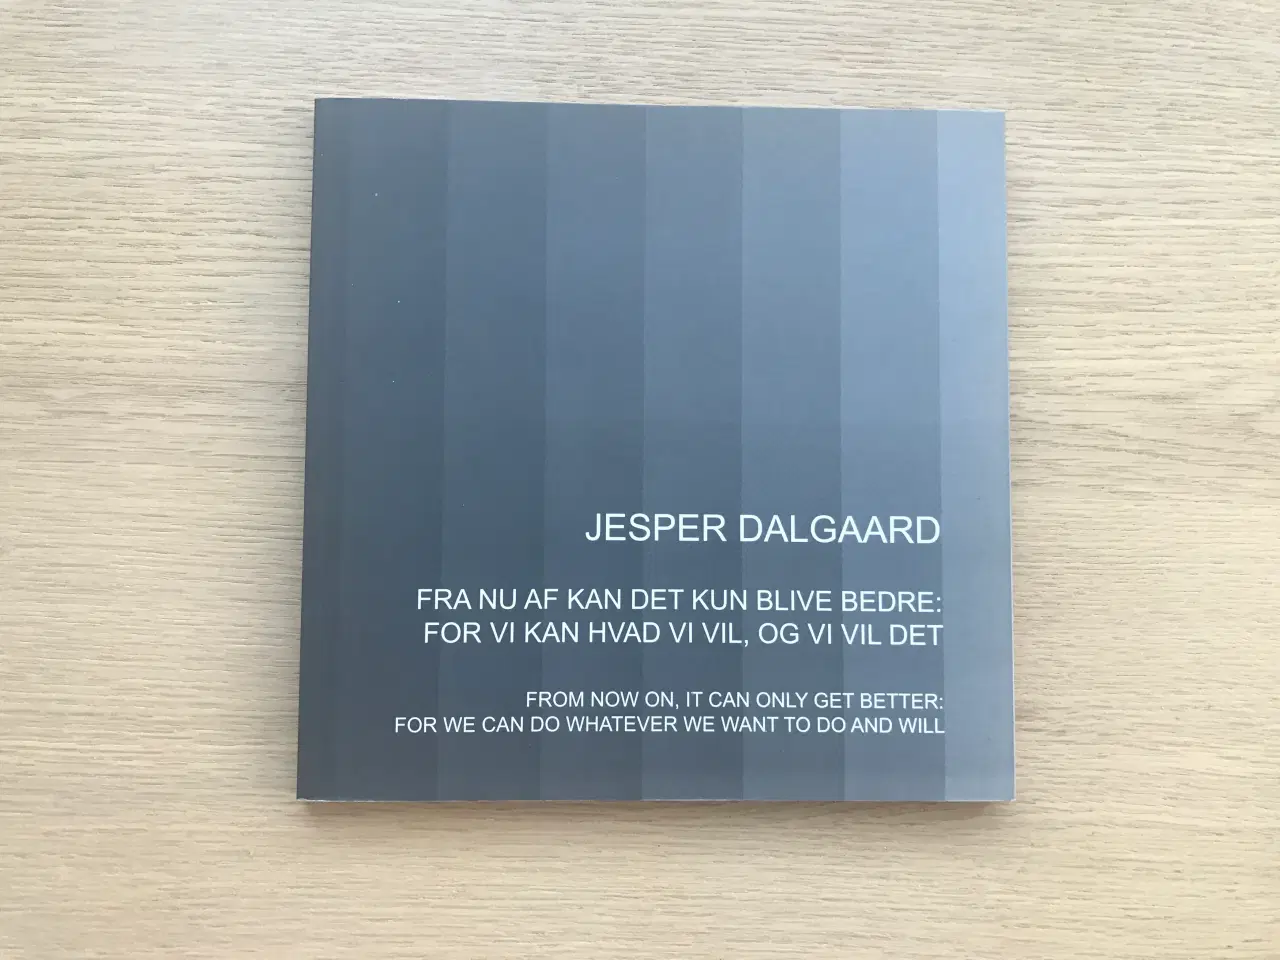 JESPER DALGAARD
FRA NU AF KAN DET KUN BLIVE BEDRE:
FOR VI KAN HVAD VI VIL, OG VI VIL DET
FROM NOW ON, IT CAN ONLY GET BETTER:
FOR WE CAN DO WHATEVER WE WANT TO DO AND WILL